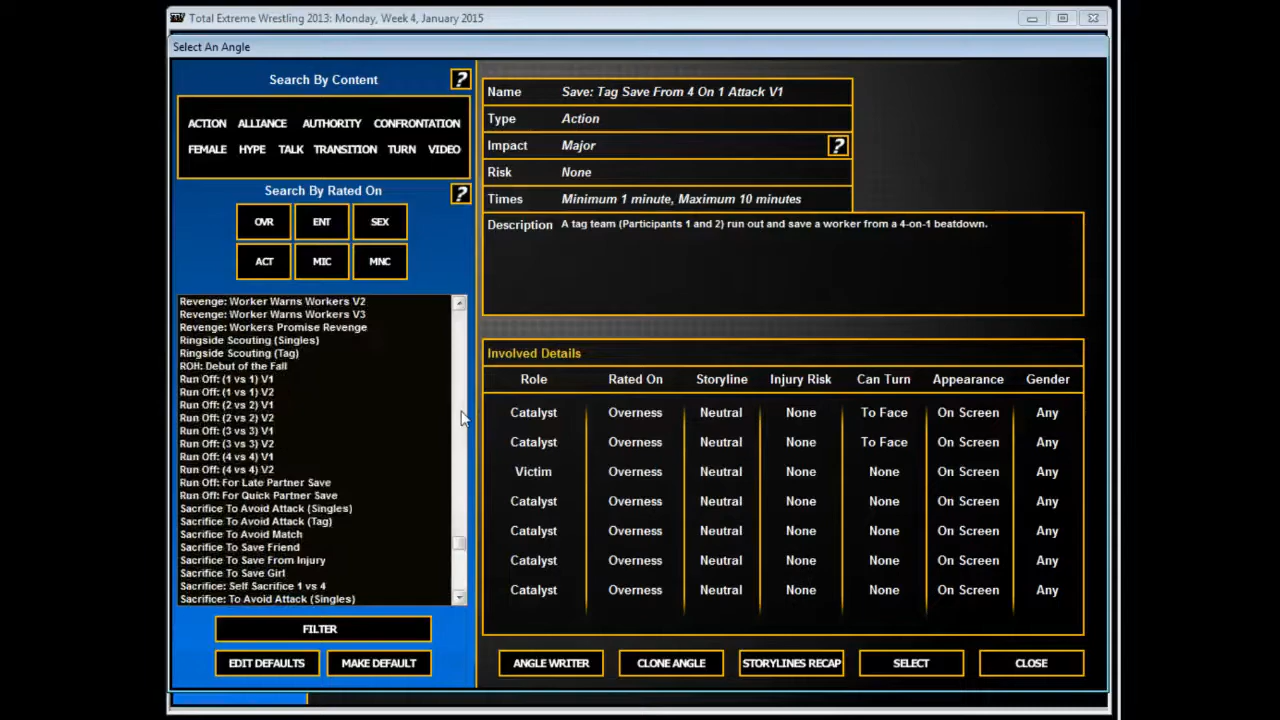 Total Extreme Wrestling 2013: Monday, Week 4, January 2015
Select An Angle
Search By Content ?
ACTION ALLIANCE AUTHORITY CONFRONTATION
FEMALE HYPE TALK TRANSITION TURN VIDEO
Search By Rated On ?
OVR ENT SEX
ACT MIC MNC
Revenge: Worker Warns Workers V2
Revenge: Worker Warns Workers V3
Revenge: Workers Promise Revenge
Ringside Scouting (Singles)
Ringside Scouting (Tag)
ROH: Debut of the Fall
Run Off: (1 vs 1) V1
Run Off: (1 vs 1) V2
Run Off: (2 vs 2) V1
Run Off: (2 vs 2) V2
Run Off: (3 vs 3) V1
Run Off: (3 vs 3) V2
Run Off: (4 vs 4) V1
Run Off: (4 vs 4) V2
Run Off: For Late Partner Save
Run Off: For Quick Partner Save
Sacrifice To Avoid Attack (Singles)
Sacrifice To Avoid Attack (Tag)
Sacrifice To Avoid Match
Sacrifice To Save Friend
Sacrifice To Save From Injury
Sacrifice To Save Girl
Sacrifice: Self Sacrifice 1 vs 4
Sacrifice: To Avoid Attack (Singles)
FILTER
EDIT DEFAULTS MAKE DEFAULT
Name Save: Tag Save From 4 On 1 Attack V1
Type Action
Impact Major ?
Risk None
Times Minimum 1 minute, Maximum 10 minutes
Description A tag team (Participants 1 and 2) run out and save a worker from a 4-on-1 beatdown.
Involved Details
Role Rated On Storyline Injury Risk Can Turn Appearance Gender
Catalyst Overness Neutral None To Face On Screen Any
Catalyst Overness Neutral None To Face On Screen Any
Victim Overness Neutral None None On Screen Any
Catalyst Overness Neutral None None On Screen Any
Catalyst Overness Neutral None None On Screen Any
Catalyst Overness Neutral None None On Screen Any
Catalyst Overness Neutral None None On Screen Any
ANGLE WRITER CLONE ANGLE STORYLINES RECAP SELECT CLOSE